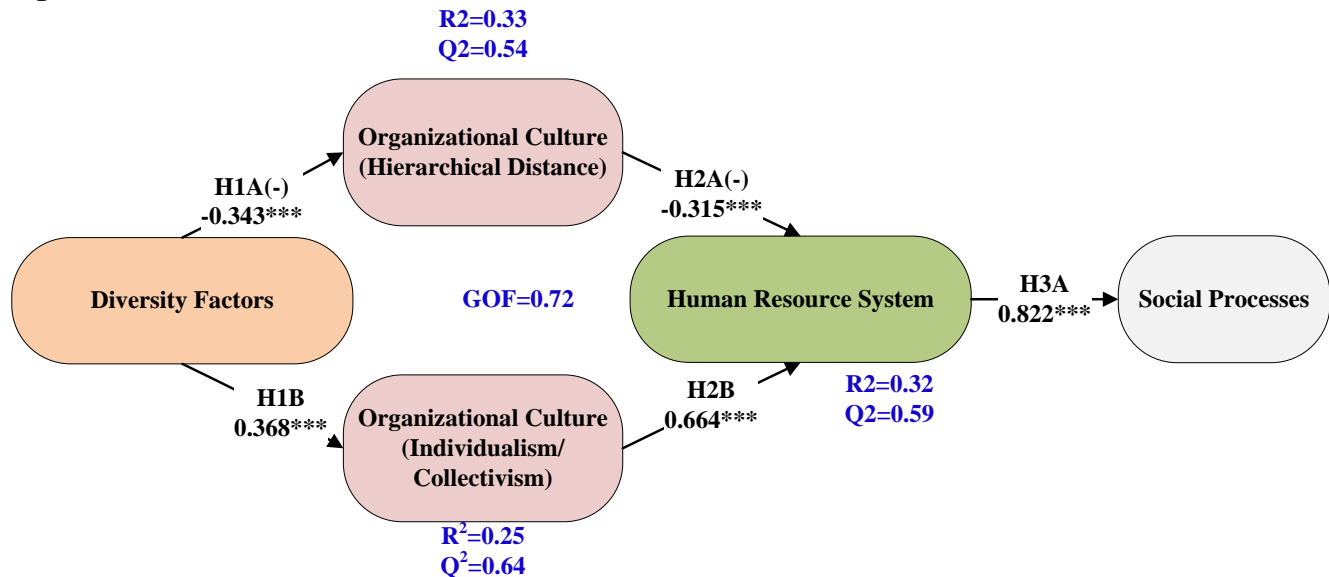 R2=0.33
Q2=0.54
Organizational Culture
(Hierarchical Distance)
H1A(-)
-0.343***
H2A(-)
-0.315***
Diversity Factors
GOF=0.72
Human Resource System
H3A
0.822***
Social Processes
H1B
0.368***
Organizational Culture
(Individualism/
Collectivism)
H2B
0.664***
R2=0.32
Q2=0.59
R²=0.25
Q²=0.64